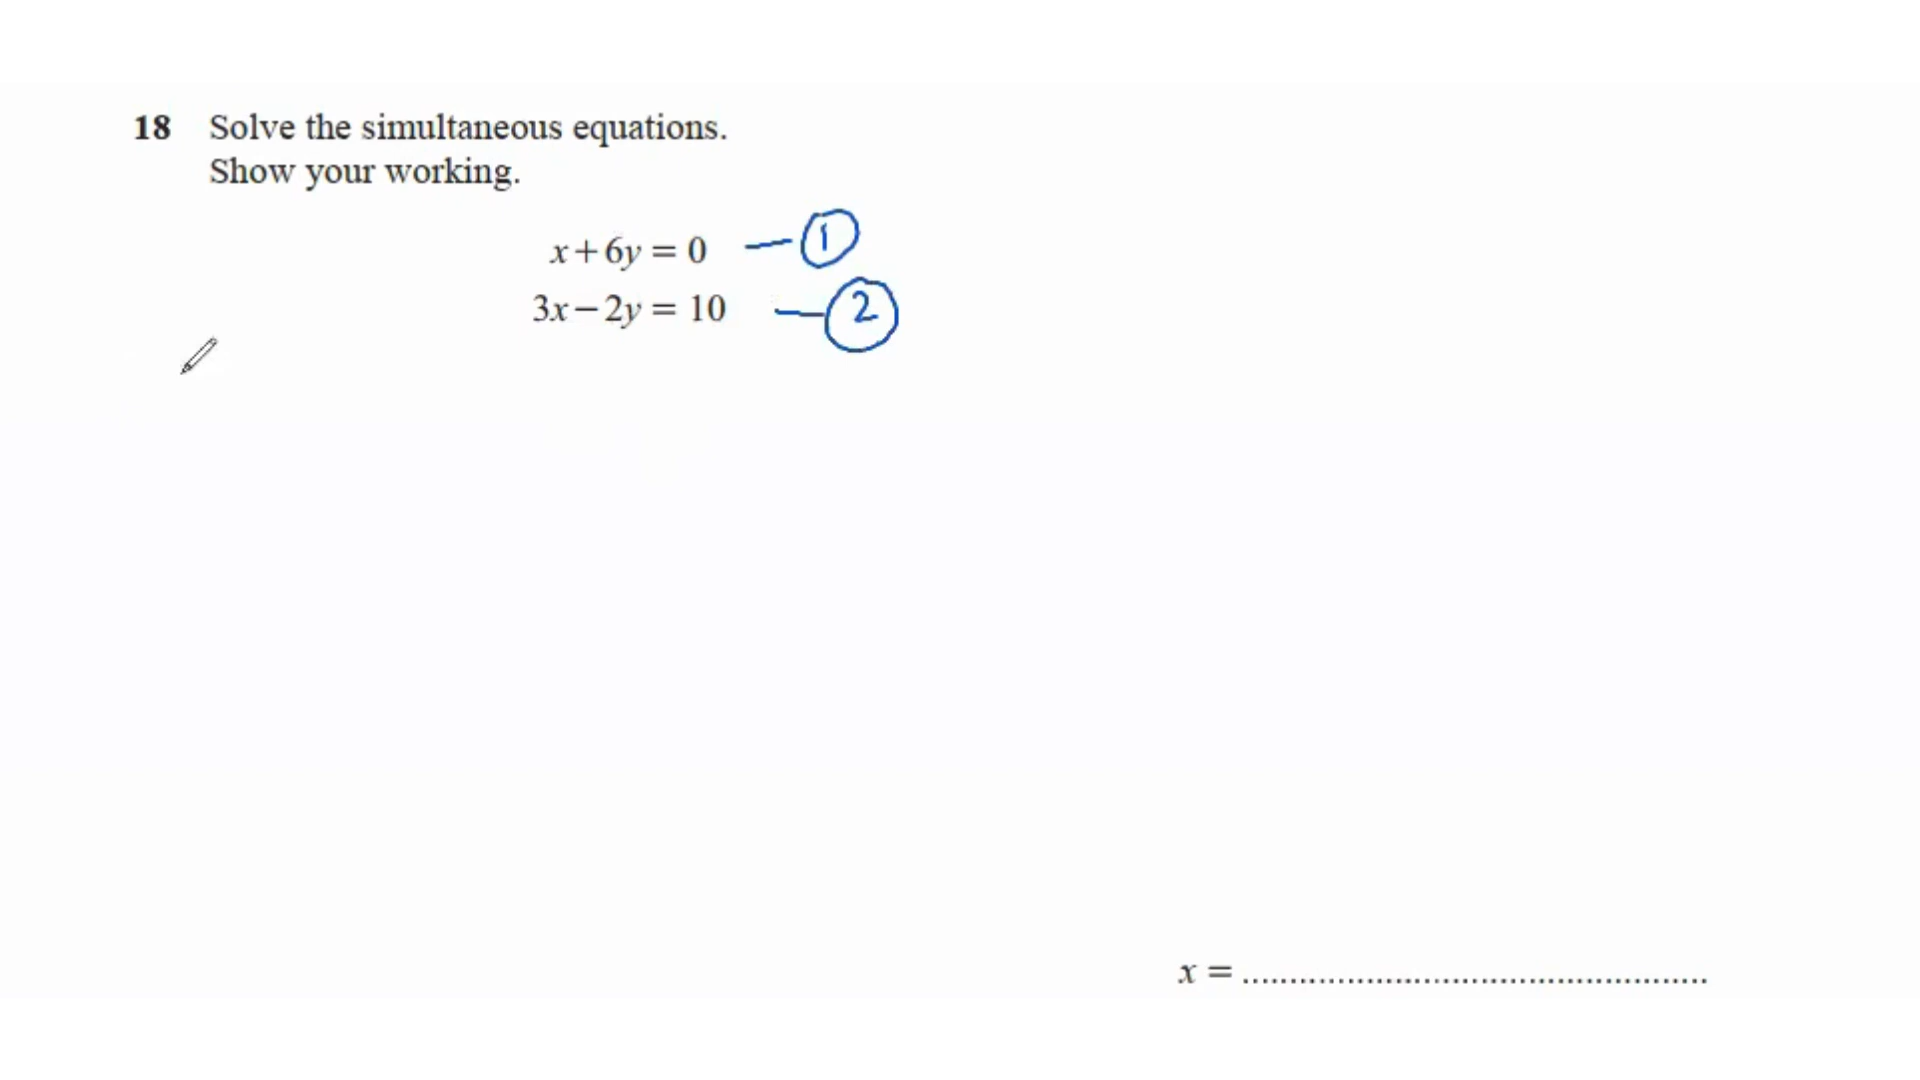 18 Solve the simultaneous equations.
Show your working.
x + 6y = 0 — ①
3x − 2y = 10 — ②
x = ................................................